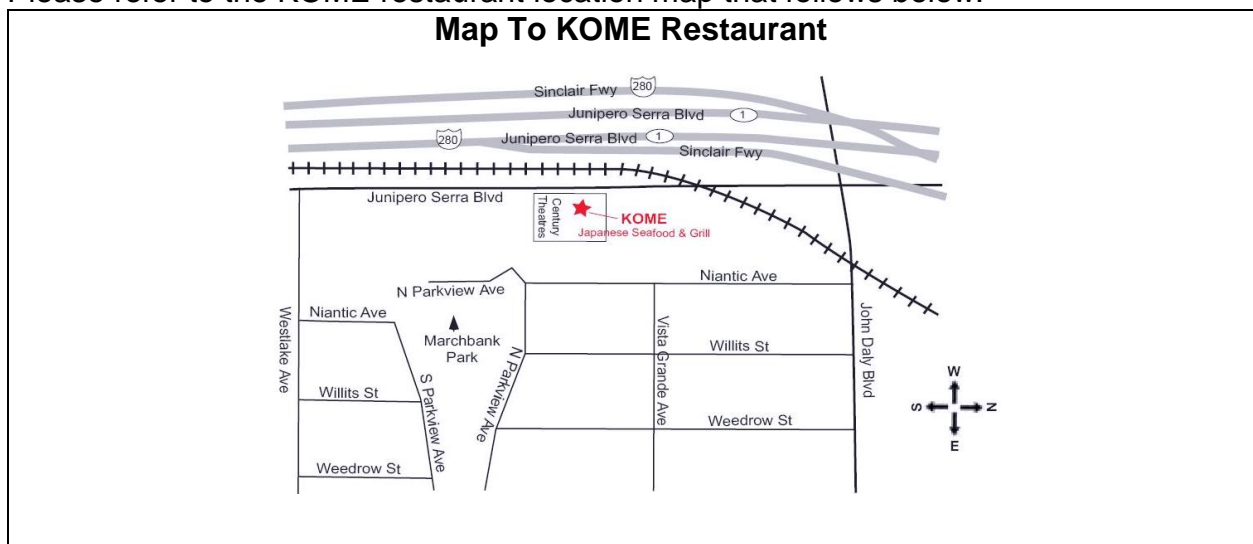 Please refer to the KOME restaurant location map that follows below:
Map To KOME Restaurant
Sinclair Fwy 280
Junipero Serra Blvd 1
280 Junipero Serra Blvd 1
Sinclair Fwy
Junipero Serra Blvd
Century
Theatres
KOME
Japanese Seafood & Grill
N Parkview Ave
Niantic Ave
Westlake Ave
Niantic Ave
Marchbank
Park
Vista Grande Ave
Willits St
John Daly Blvd
N Parkview Ave
Willits St
S Parkview Ave
Weedrow St
Weedrow St
W
S N
E